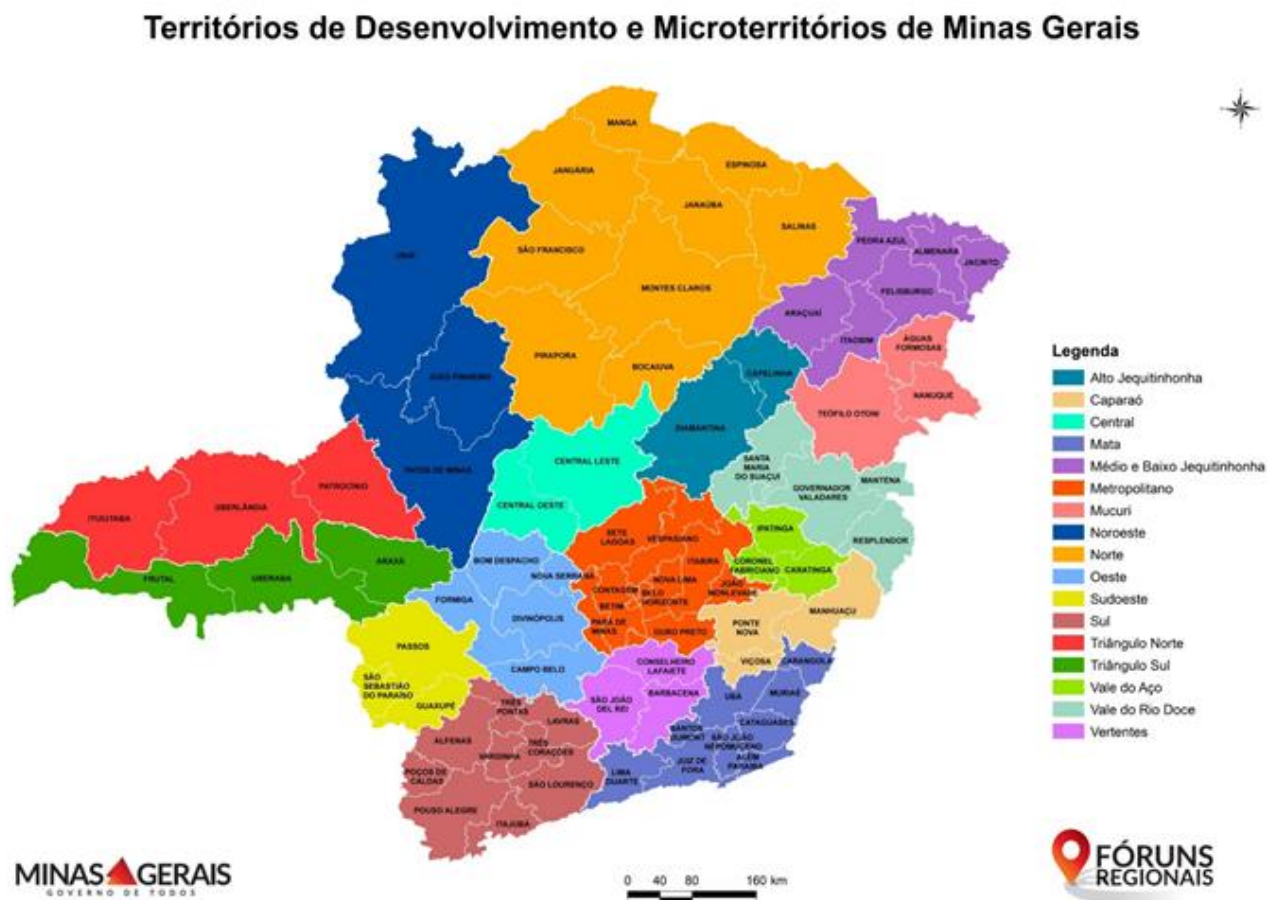 Territórios de Desenvolvimento e Microterritórios de Minas Gerais
MANGA
ESPINOSA
JANUÁRIA
JANAÚBA
SALINAS
SÃO FRANCISCO
MONTES CLAROS
PIRAPORA
BOCAIUVA
UNAÍ
JOÃO PINHEIRO
PATOS DE MINAS
PEDRA AZUL
ALMENARA
JACINTO
FELISBURGO
ARAÇUAÍ
ITAOBIM
ÁGUAS
FORMOSAS
NANUQUE
TEÓFILO OTONI
CAPELINHA
DIAMANTINA
CENTRAL LESTE
CENTRAL OESTE
SANTA
MARIA
DO SUAÇUI
GOVERNADOR
VALADARES
MANTENA
RESPLENDOR
ITUIUTABA
UBERLÂNDIA
PATROCÍNIO
FRUTAL
UBERABA
ARAXÁ
SETE
LAGOAS
VESPASIANO
ITABIRA
CONTAGEM
NOVA LIMA
BELO
HORIZONTE
JOÃO
MONLEVADE
BETIM
PARÁ DE
MINAS
OURO PRETO
IPATINGA
CORONEL
FABRICIANO
CARATINGA
BOM DESPACHO
NOVA SERRANA
FORMIGA
DIVINÓPOLIS
CAMPO BELO
MANHUAÇU
PONTE
NOVA
VIÇOSA
PASSOS
SÃO
SEBASTIÃO
DO PARAÍSO
GUAXUPÉ
CONSELHEIRO
LAFAIETE
BARBACENA
SÃO JOÃO
DEL REI
CARANGOLA
UBÁ
MURIAÉ
CATAGUASES
SANTOS
DUMONT
SÃO JOÃO
NEPOMUCENO
ALÉM
PARAÍBA
JUIZ DE
FORA
LIMA
DUARTE
TRÊS
PONTAS
LAVRAS
ALFENAS
VARGINHA
TRÊS
CORAÇÕES
POÇOS DE
CALDAS
SÃO LOURENÇO
POUSO ALEGRE
ITAJUBÁ
Legenda
Alto Jequitinhonha
Caparaó
Central
Mata
Médio e Baixo Jequitinhonha
Metropolitano
Mucuri
Noroeste
Norte
Oeste
Sudoeste
Sul
Triângulo Norte
Triângulo Sul
Vale do Aço
Vale do Rio Doce
Vertentes
MINAS GERAIS
GOVERNO DE TODOS
0 40 80 160 km
FÓRUNS
REGIONAIS